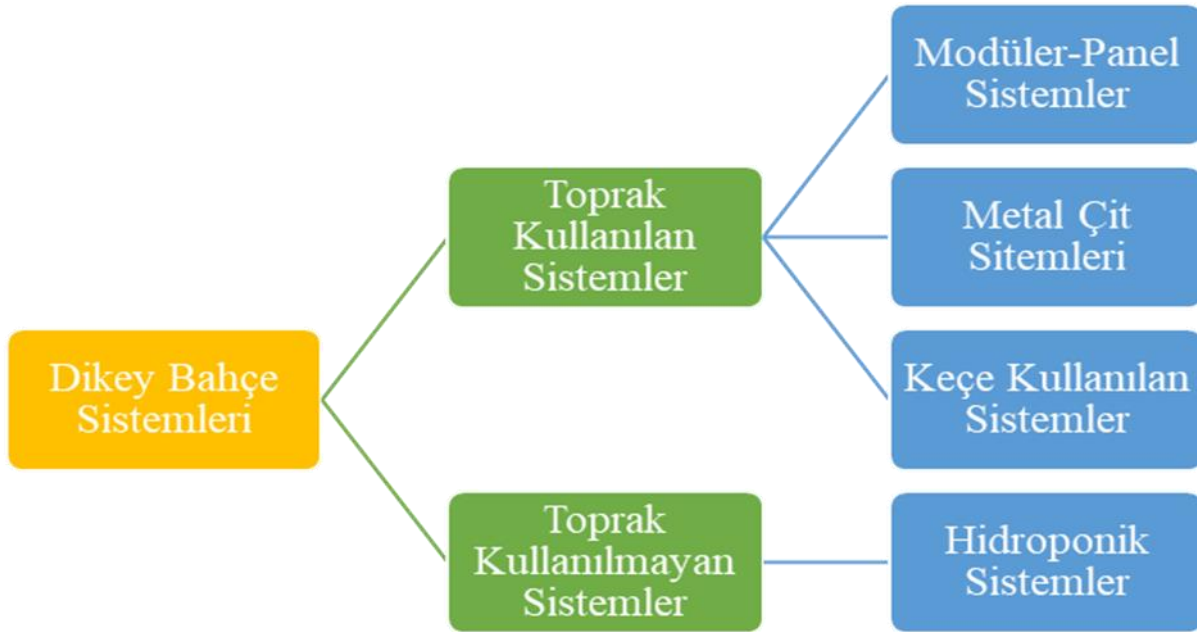 Dikey Bahçe
Sistemleri
Toprak
Kullanılan
Sistemler
Modüler-Panel
Sistemler
Metal Çit
Sitemleri
Keçe Kullanılan
Sistemler
Toprak
Kullanılmayan
Sistemler
Hidroponik
Sistemler